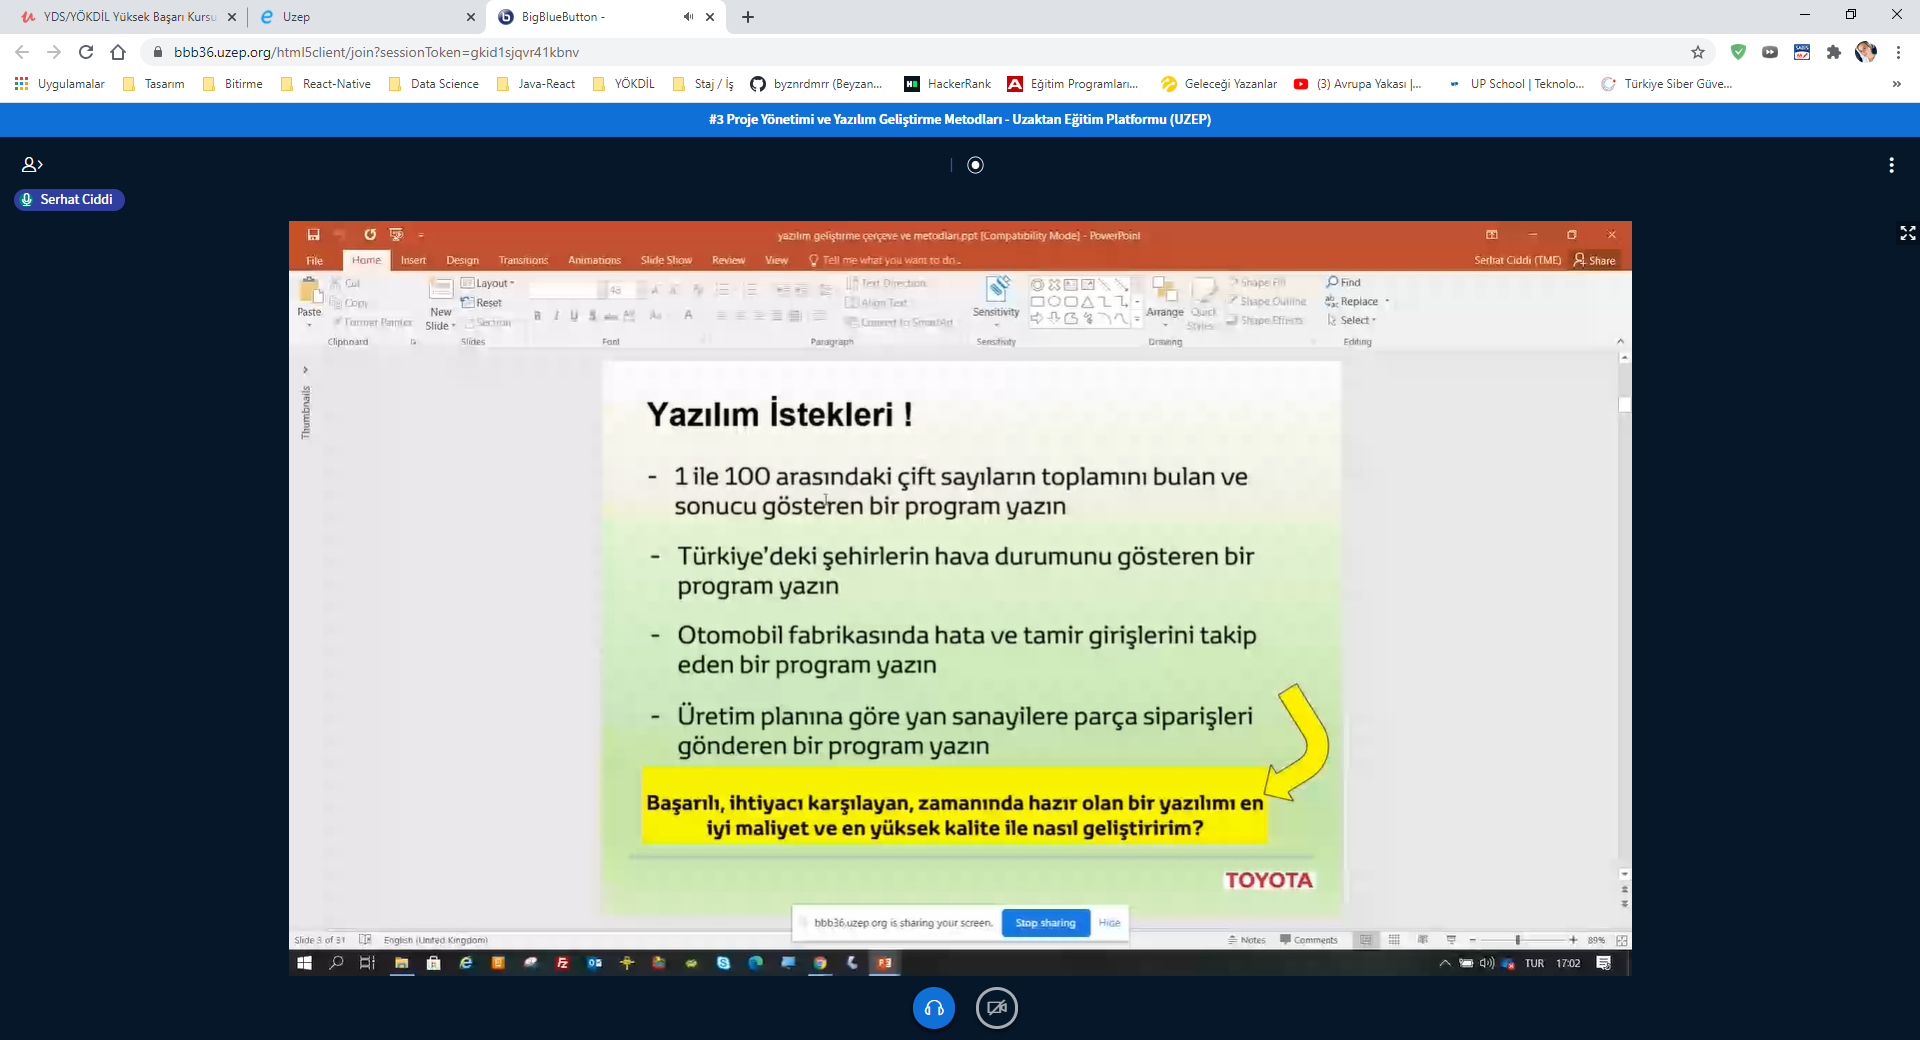 YDS/YÖKDİL Yüksek Başarı Kursu
Uzep
BigBlueButton -
bbb36.uzep.org/html5client/join?sessionToken=gkid1sjqvr41kbnv
Uygulamalar
Tasarım
Bitirme
React-Native
Data Science
Java-React
YÖKDİL
Staj / İş
byznrdmrr (Beyzan...
HackerRank
Eğitim Programları...
Geleceği Yazanlar
(3) Avrupa Yakası |...
UP School | Teknolo...
Türkiye Siber Güve...
#3 Proje Yönetimi ve Yazılım Geliştirme Metodları - Uzaktan Eğitim Platformu (UZEP)
Serhat Ciddi
yazılım geliştirme çerçeve ve metodları.ppt [Compatibility Mode] - PowerPoint
File Home Insert Design Transitions Animations Slide Show Review View Tell me what you want to do...
Serhat Ciddi (TME) Share
Paste
Cut
Copy
Format Painter
Clipboard
New
Slide
Layout
Reset
Section
Slides
48
Font
Text Direction
Align Text
Convert to SmartArt
Paragraph
Sensitivity
Sensitivity
Arrange
Quick
Styles
Shape Fill
Shape Outline
Shape Effects
Drawing
Find
Replace
Select
Editing
Thumbnails
Yazılım İstekleri !
- 1 ile 100 arasındaki çift sayıların toplamını bulan ve
sonucu gösteren bir program yazın
- Türkiye'deki şehirlerin hava durumunu gösteren bir
program yazın
- Otomobil fabrikasında hata ve tamir girişlerini takip
eden bir program yazın
- Üretim planına göre yan sanayilere parça siparişleri
gönderen bir program yazın
Başarılı, ihtiyacı karşılayan, zamanında hazır olan bir yazılımı en
iyi maliyet ve en yüksek kalite ile nasıl geliştiririm?
TOYOTA
bbb36.uzep.org is sharing your screen.
Stop sharing
Hide
Slide 3 of 31
English (United Kingdom)
Notes
Comments
89%
TUR
17:02